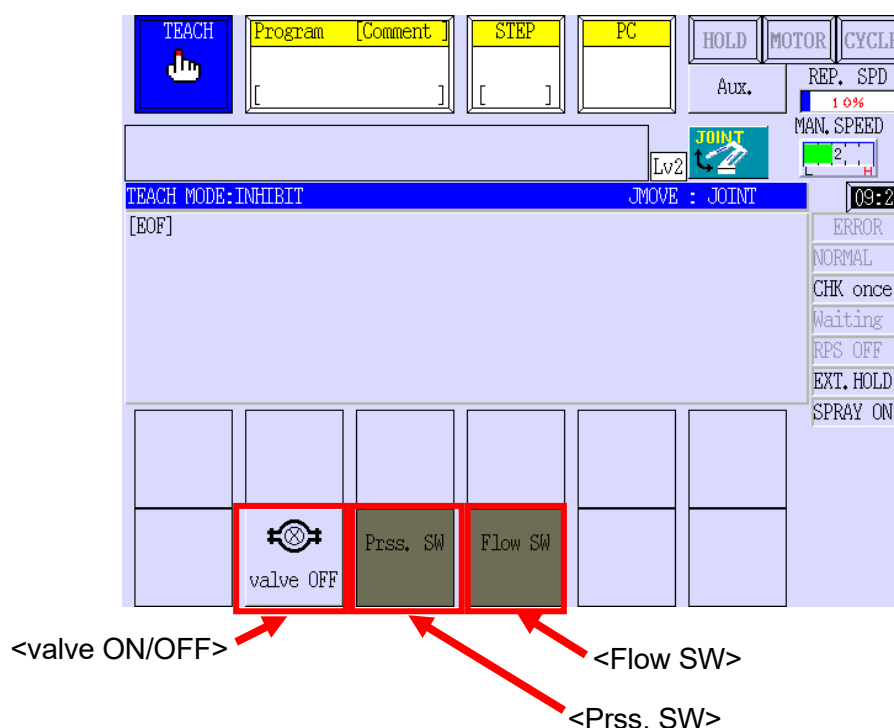 TEACH
Program [Comment ]
[ ]
STEP
[ ]
PC
HOLD
MOTOR
CYCLE
Aux.
REP. SPD
10%
MAN. SPEED
2
L H
Lv2
JOINT
TEACH MODE:INHIBIT JMOVE : JOINT
09:2
[EOF]
ERROR
NORMAL
CHK once
Waiting
RPS OFF
EXT. HOLD
SPRAY ON
valve OFF
Prss. SW
Flow SW
<valve ON/OFF>
<Flow SW>
<Prss. SW>